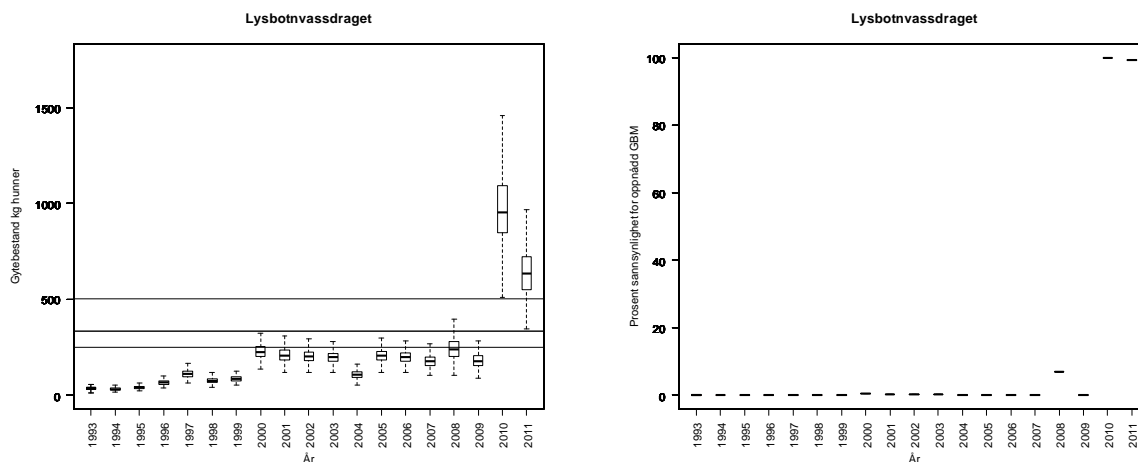 Lysbotnvassdraget
Gytebestand kg hunner
1500
1000
500
0
1993 1994 1995 1996 1997 1998 1999 2000 2001 2002 2003 2004 2005 2006 2007 2008 2009 2010 2011
År
Lysbotnvassdraget
Prosent sannsynlighet for oppnådd GBM
100
80
60
40
20
0
1993 1994 1995 1996 1997 1998 1999 2000 2001 2002 2003 2004 2005 2006 2007 2008 2009 2010 2011
År